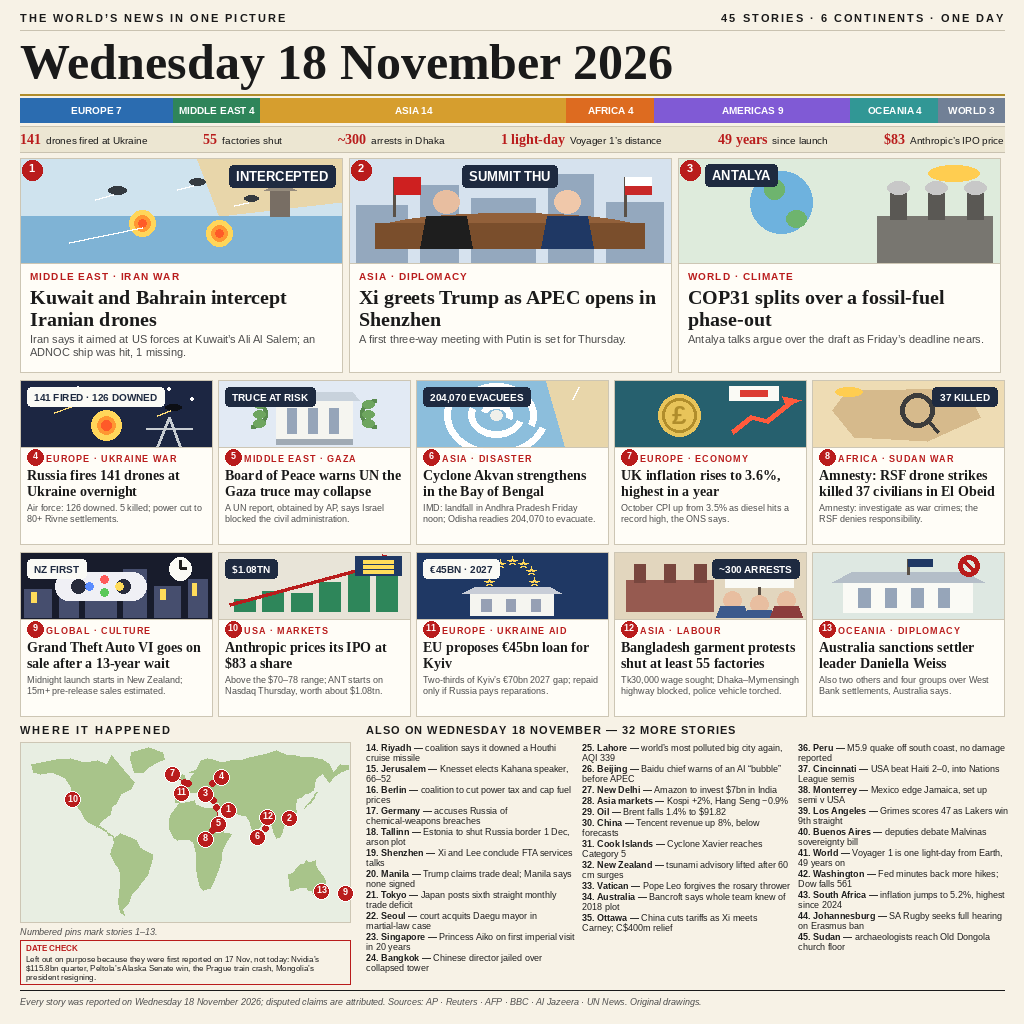 THE WORLD'S NEWS IN ONE PICTURE
45 STORIES · 6 CONTINENTS · ONE DAY
Wednesday 18 November 2026
EUROPE 7
MIDDLE EAST 4
ASIA 14
AFRICA 4
AMERICAS 9
OCEANIA 4
WORLD 3
141 drones fired at Ukraine
55 factories shut
~300 arrests in Dhaka
1 light-day Voyager 1's distance
49 years since launch
$83 Anthropic's IPO price
1
INTERCEPTED
MIDDLE EAST · IRAN WAR
Kuwait and Bahrain intercept
Iranian drones
Iran says it aimed at US forces at Kuwait's Ali Al Salem; an
ADNOC ship was hit, 1 missing.
2
SUMMIT THU
ASIA · DIPLOMACY
Xi greets Trump as APEC opens in
Shenzhen
A first three-way meeting with Putin is set for Thursday.
3
ANTALYA
WORLD · CLIMATE
COP31 splits over a fossil-fuel
phase-out
Antalya talks argue over the draft as Friday's deadline nears.
141 FIRED · 126 DOWNED
4 EUROPE · UKRAINE WAR
Russia fires 141 drones at
Ukraine overnight
Air force: 126 downed. 5 killed; power cut to
80+ Rivne settlements.
TRUCE AT RISK
5 MIDDLE EAST · GAZA
Board of Peace warns UN the
Gaza truce may collapse
A UN report, obtained by AP, says Israel
blocked the civil administration.
204,070 EVACUEES
6 ASIA · DISASTER
Cyclone Akvan strengthens
in the Bay of Bengal
IMD: landfall in Andhra Pradesh Friday
noon; Odisha readies 204,070 to evacuate.
£
7 EUROPE · ECONOMY
UK inflation rises to 3.6%,
highest in a year
October CPI up from 3.5% as diesel hits a
record high, the ONS says.
37 KILLED
8 AFRICA · SUDAN WAR
Amnesty: RSF drone strikes
killed 37 civilians in El Obeid
Amnesty: investigate as war crimes; the
RSF denies responsibility.
NZ FIRST
9 GLOBAL · CULTURE
Grand Theft Auto VI goes on
sale after a 13-year wait
Midnight launch starts in New Zealand;
15m+ pre-release sales estimated.
$1.08TN
10 USA · MARKETS
Anthropic prices its IPO at
$83 a share
Above the $70–78 range; ANT starts on
Nasdaq Thursday, worth about $1.08tn.
€45BN · 2027
11 EUROPE · UKRAINE AID
EU proposes €45bn loan for
Kyiv
Two-thirds of Kyiv's €70bn 2027 gap; repaid
only if Russia pays reparations.
~300 ARRESTS
12 ASIA · LABOUR
Bangladesh garment protests
shut at least 55 factories
Tk30,000 wage sought; Dhaka–Mymensingh
highway blocked, police vehicle torched.
13 OCEANIA · DIPLOMACY
Australia sanctions settler
leader Daniella Weiss
Also two others and four groups over West
Bank settlements, Australia says.
WHERE IT HAPPENED
7
4
11
3
10
1
12
2
5
8
6
13
9
Numbered pins mark stories 1–13.
DATE CHECK
Left out on purpose because they were first reported on 17 Nov, not today: Nvidia's
$115.8bn quarter, Peltola's Alaska Senate win, the Prague train crash, Mongolia's
president resigning.
ALSO ON WEDNESDAY 18 NOVEMBER — 32 MORE STORIES
14. Riyadh — coalition says it downed a Houthi
cruise missile
15. Jerusalem — Knesset elects Kahana speaker,
66–52
16. Berlin — coalition to cut power tax and cap fuel
prices
17. Germany — accuses Russia of
chemical-weapons breaches
18. Tallinn — Estonia to shut Russia border 1 Dec,
arson plot
19. Shenzhen — Xi and Lee conclude FTA services
talks
20. Manila — Trump claims trade deal; Manila says
none signed
21. Tokyo — Japan posts sixth straight monthly
trade deficit
22. Seoul — court acquits Daegu mayor in
martial-law case
23. Singapore — Princess Aiko on first imperial visit
in 20 years
24. Bangkok — Chinese director jailed over
collapsed tower
25. Lahore — world's most polluted big city again,
AQI 339
26. Beijing — Baidu chief warns of an AI "bubble"
before APEC
27. New Delhi — Amazon to invest $7bn in India
28. Asia markets — Kospi +2%, Hang Seng −0.9%
29. Oil — Brent falls 1.4% to $91.82
30. China — Tencent revenue up 8%, below
forecasts
31. Cook Islands — Cyclone Xavier reaches
Category 5
32. New Zealand — tsunami advisory lifted after 60
cm surges
33. Vatican — Pope Leo forgives the rosary thrower
34. Australia — Bancroft says whole team knew of
2018 plot
35. Ottawa — China cuts tariffs as Xi meets
Carney; C$400m relief
36. Peru — M5.9 quake off south coast, no damage
reported
37. Cincinnati — USA beat Haiti 2–0, into Nations
League semis
38. Monterrey — Mexico edge Jamaica, set up
semi v USA
39. Los Angeles — Grimes scores 47 as Lakers win
9th straight
40. Buenos Aires — deputies debate Malvinas
sovereignty bill
41. World — Voyager 1 is one light-day from Earth,
49 years on
42. Washington — Fed minutes back more hikes;
Dow falls 561
43. South Africa — inflation jumps to 5.2%, highest
since 2024
44. Johannesburg — SA Rugby seeks full hearing
on Erasmus ban
45. Sudan — archaeologists reach Old Dongola
church floor
Every story was reported on Wednesday 18 November 2026; disputed claims are attributed. Sources: AP · Reuters · AFP · BBC · Al Jazeera · UN News. Original drawings.